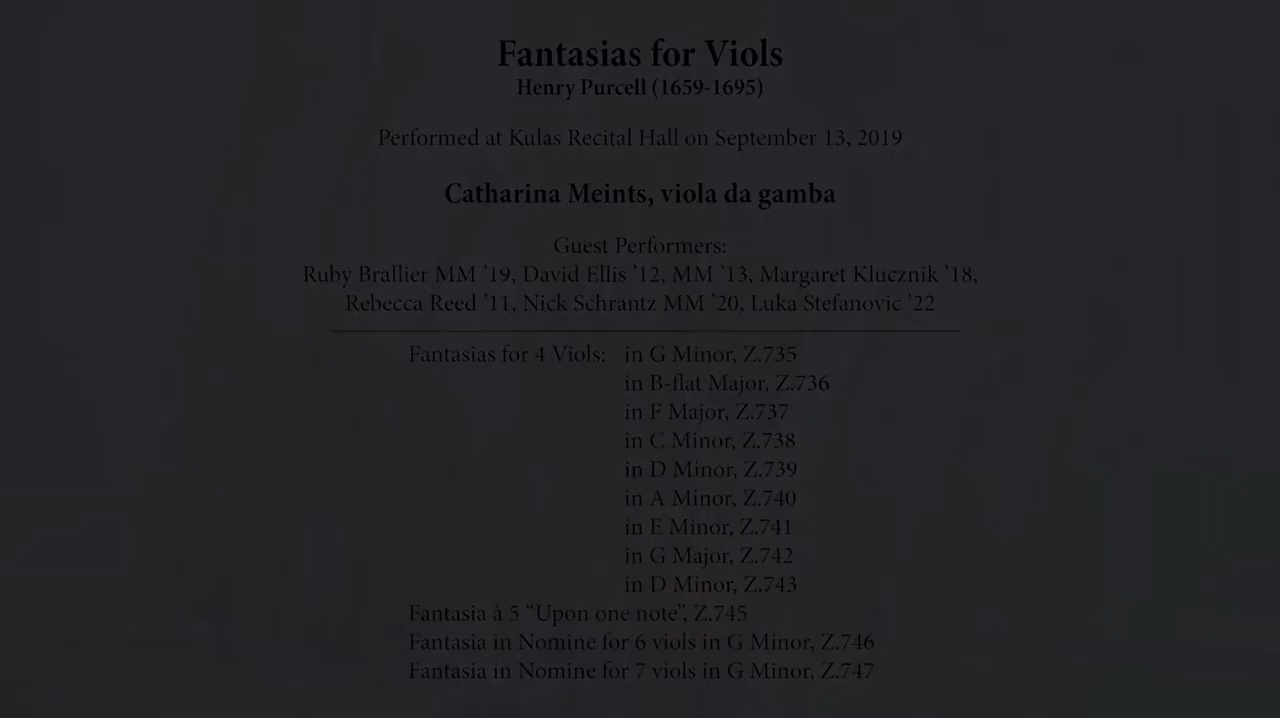 Fantasias for Viols
Henry Purcell (1659-1695)
Performed at Kulas Recital Hall on September 13, 2019
Catharina Meints, viola da gamba
Guest Performers:
Ruby Brallier MM ’19, David Ellis ’12, MM ’13, Margaret Klucznik ’18,
Rebecca Reed ’11, Nick Schrantz MM ’20, Luka Stefanovic ’22
Fantasias for 4 Viols: in G Minor, Z.735
in B-flat Major, Z.736
in F Major, Z.737
in C Minor, Z.738
in D Minor, Z.739
in A Minor, Z.740
in E Minor, Z.741
in G Major, Z.742
in D Minor, Z.743
Fantasia à 5 “Upon one note”, Z.745
Fantasia in Nomine for 6 viols in G Minor, Z.746
Fantasia in Nomine for 7 viols in G Minor, Z.747